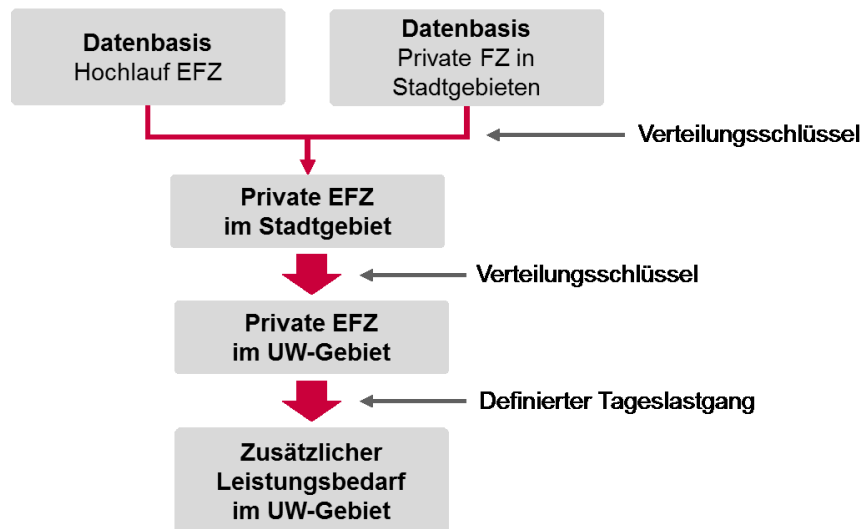 Datenbasis
Hochlauf EFZ
Datenbasis
Private FZ in
Stadtgebieten
Verteilungsschlüssel
Private EFZ
im Stadtgebiet
Verteilungsschlüssel
Private EFZ
im UW-Gebiet
Definierter Tageslastgang
Zusätzlicher
Leistungsbedarf
im UW-Gebiet